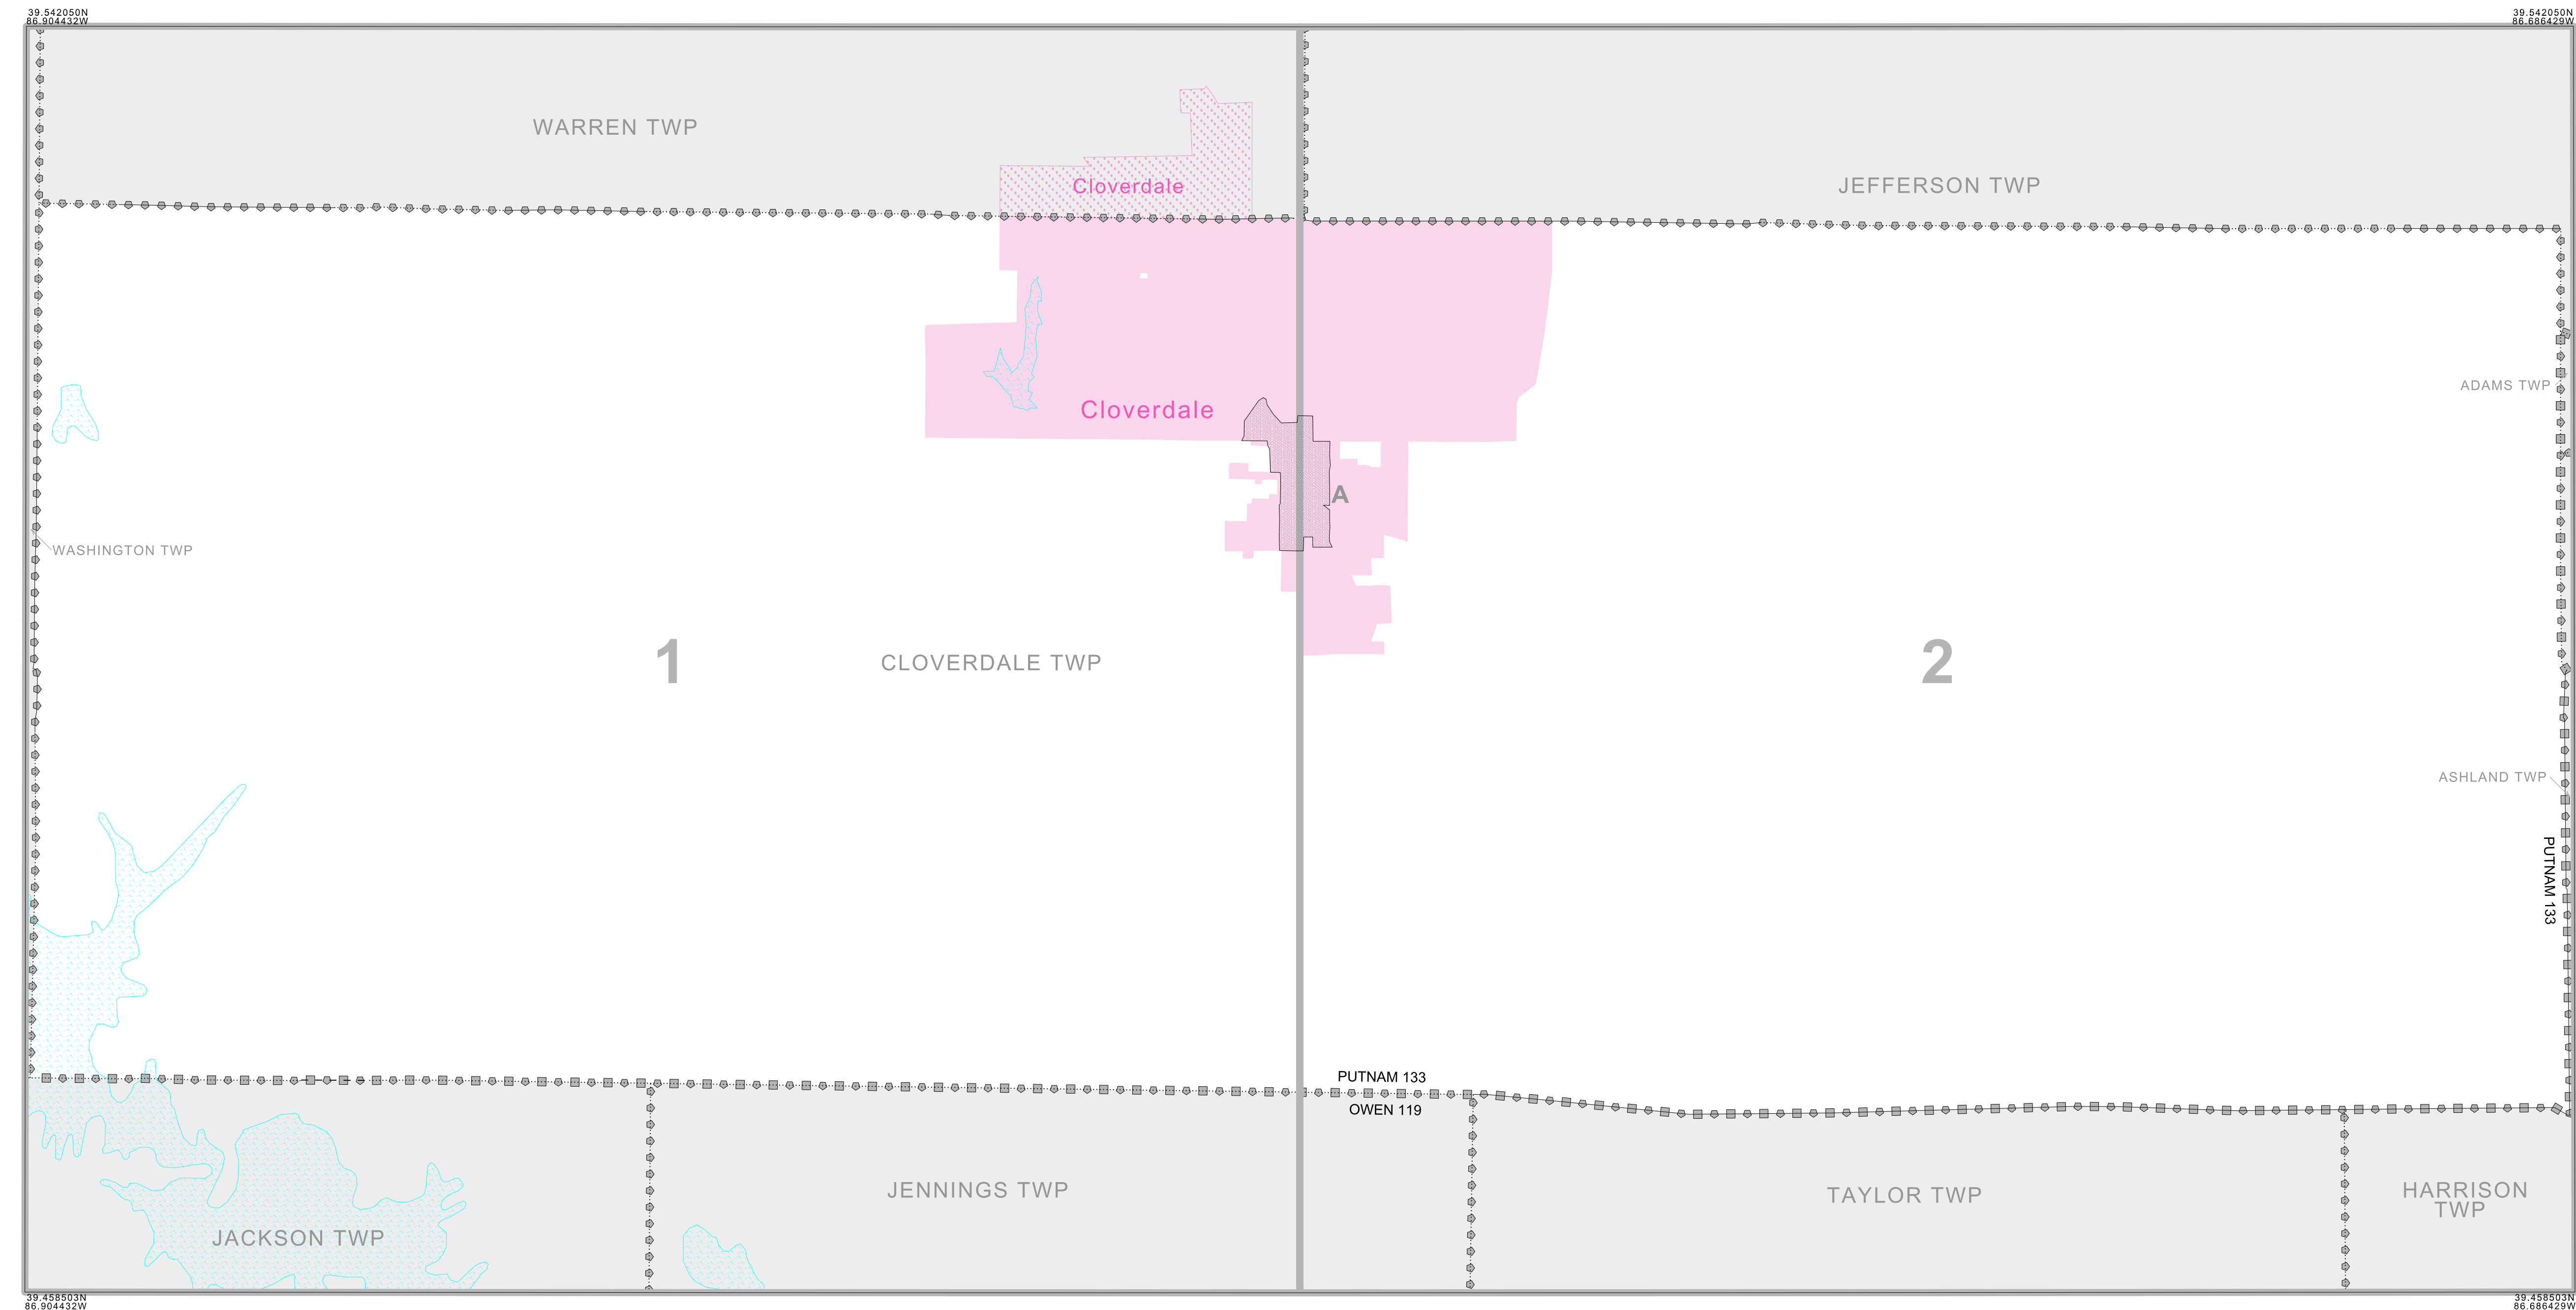 39.542050N
86.904432W
39.542050N
86.686429W
WARREN TWP
Cloverdale
JEFFERSON TWP
ADAMS TWP
Cloverdale
A
WASHINGTON TWP
1
CLOVERDALE TWP
2
ASHLAND TWP
PUTNAM 133
PUTNAM 133
OWEN 119
JENNINGS TWP
TAYLOR TWP
HARRISON
TWP
JACKSON TWP
39.458503N
86.904432W
39.458503N
86.686429W